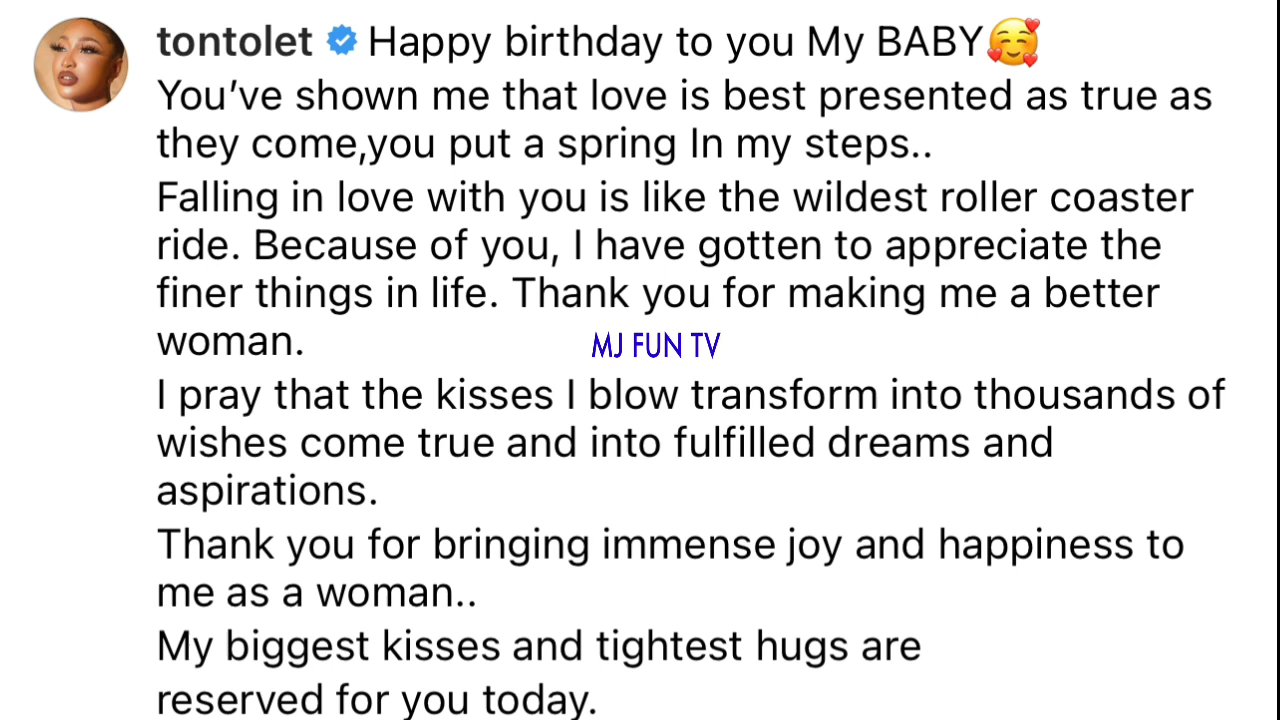 tontolet Happy birthday to you My BABY🥰
You’ve shown me that love is best presented as true as
they come,you put a spring In my steps..
Falling in love with you is like the wildest roller coaster
ride. Because of you, I have gotten to appreciate the
finer things in life. Thank you for making me a better
woman.
MJ FUN TV
I pray that the kisses I blow transform into thousands of
wishes come true and into fulfilled dreams and
aspirations.
Thank you for bringing immense joy and happiness to
me as a woman..
My biggest kisses and tightest hugs are
reserved for you today.